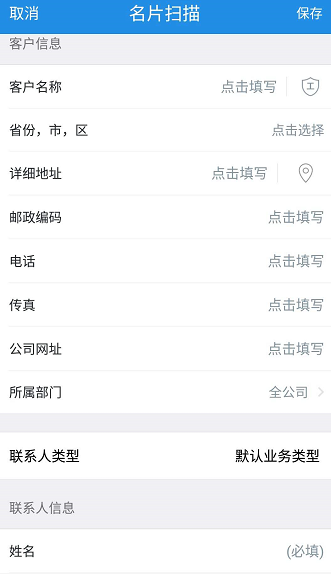 取消 名片扫描 保存
客户信息
客户名称 点击填写
省份，市，区 点击选择
详细地址 点击填写
邮政编码 点击填写
电话 点击填写
传真 点击填写
公司网址 点击填写
所属部门 全公司
联系人类型 默认业务类型
联系人信息
姓名 (必填)